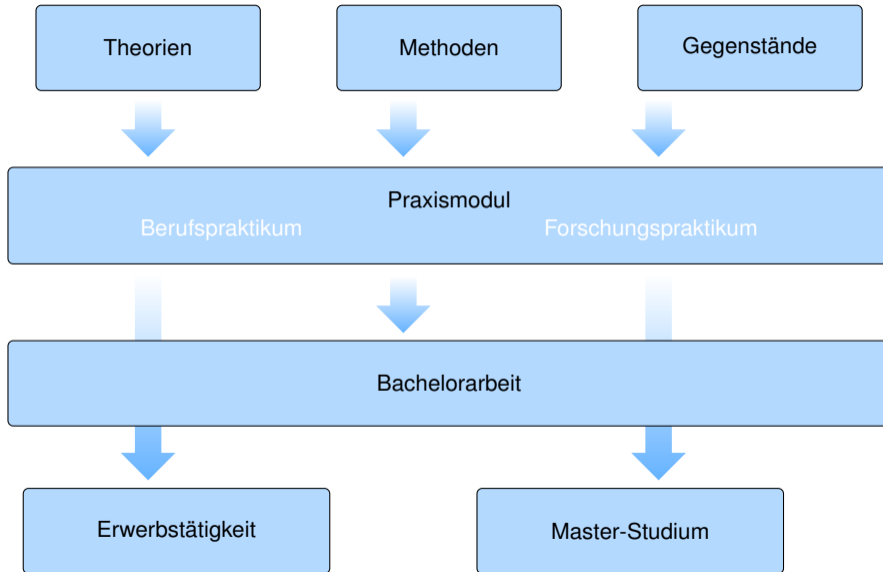 Theorien
Methoden
Gegenstände
Praxismodul
Berufspraktikum
Forschungspraktikum
Bachelorarbeit
Erwerbstätigkeit
Master-Studium